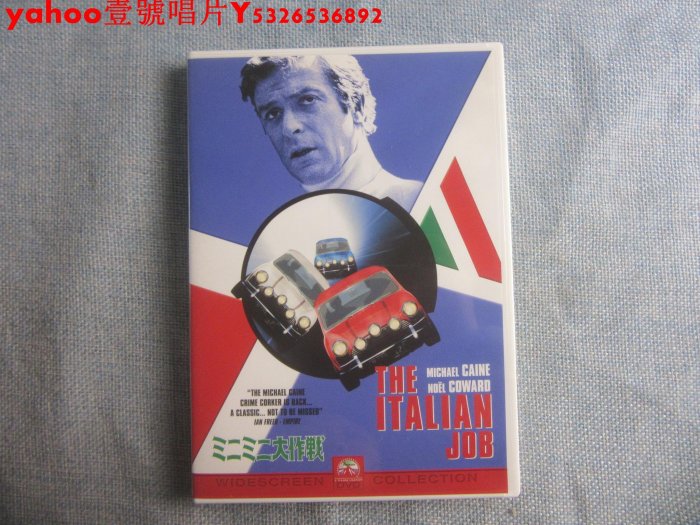 yahoo壹號唱片Y5326536892
MICHAEL CAINE
NOËL COWARD
THE
ITALIAN
JOB
"THE MICHAEL CAINE
CRIME CORKER IS BACK...
A CLASSIC... NOT TO BE MISSED"
IAN FREER - EMPIRE
ミニミニ大作戦
WIDESCREEN DVD COLLECTION